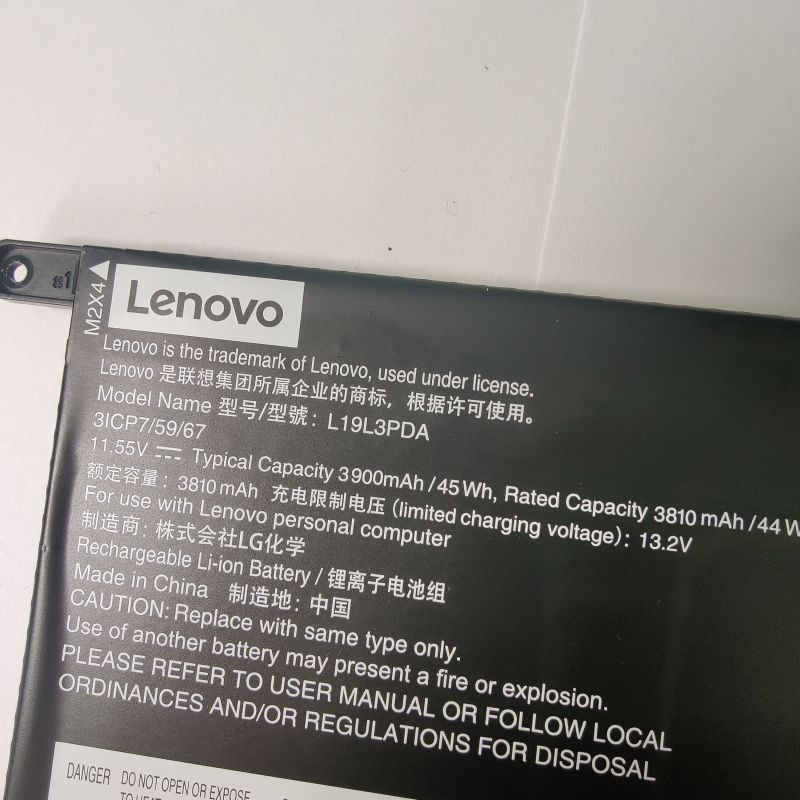 M2X4
Lenovo
Lenovo is the trademark of Lenovo, used under license.
Lenovo 是联想集团所属企业的商标，根据许可使用。
Model Name 型号/型號： L19L3PDA
3ICP7/59/67
11.55V ⎓ Typical Capacity 3900mAh/45Wh, Rated Capacity 3810 mAh/44 W
额定容量： 3810 mAh 充电限制电压 (limited charging voltage)：13.2V
For use with Lenovo personal computer
制造商： 株式会社LG化学
Rechargeable Li-ion Battery / 锂离子电池组
Made in China 制造地：中国
CAUTION: Replace with same type only.
Use of another battery may present a fire or explosion.
PLEASE REFER TO USER MANUAL OR FOLLOW LOCAL
ORDINANCES AND/OR REGULATIONS FOR DISPOSAL
DANGER DO NOT OPEN OR EXPOSE